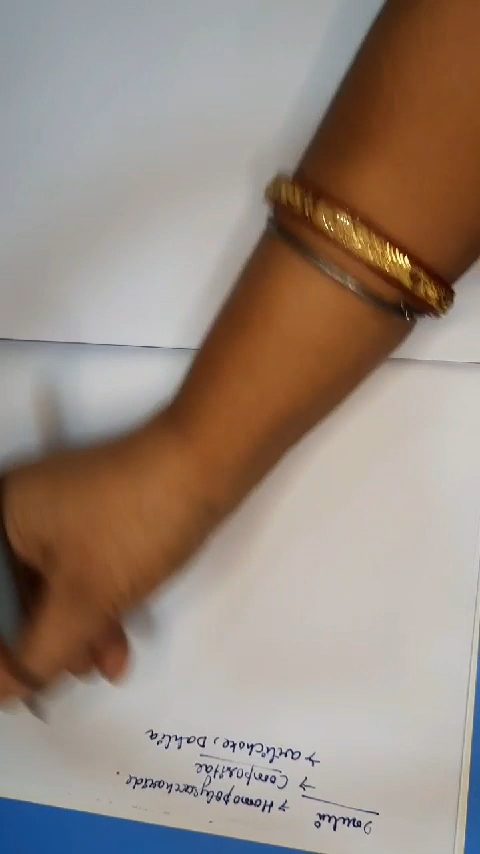 Inulin
→ Homopolysaccharide.
→ Compositae
→ artichoke, Dahlia